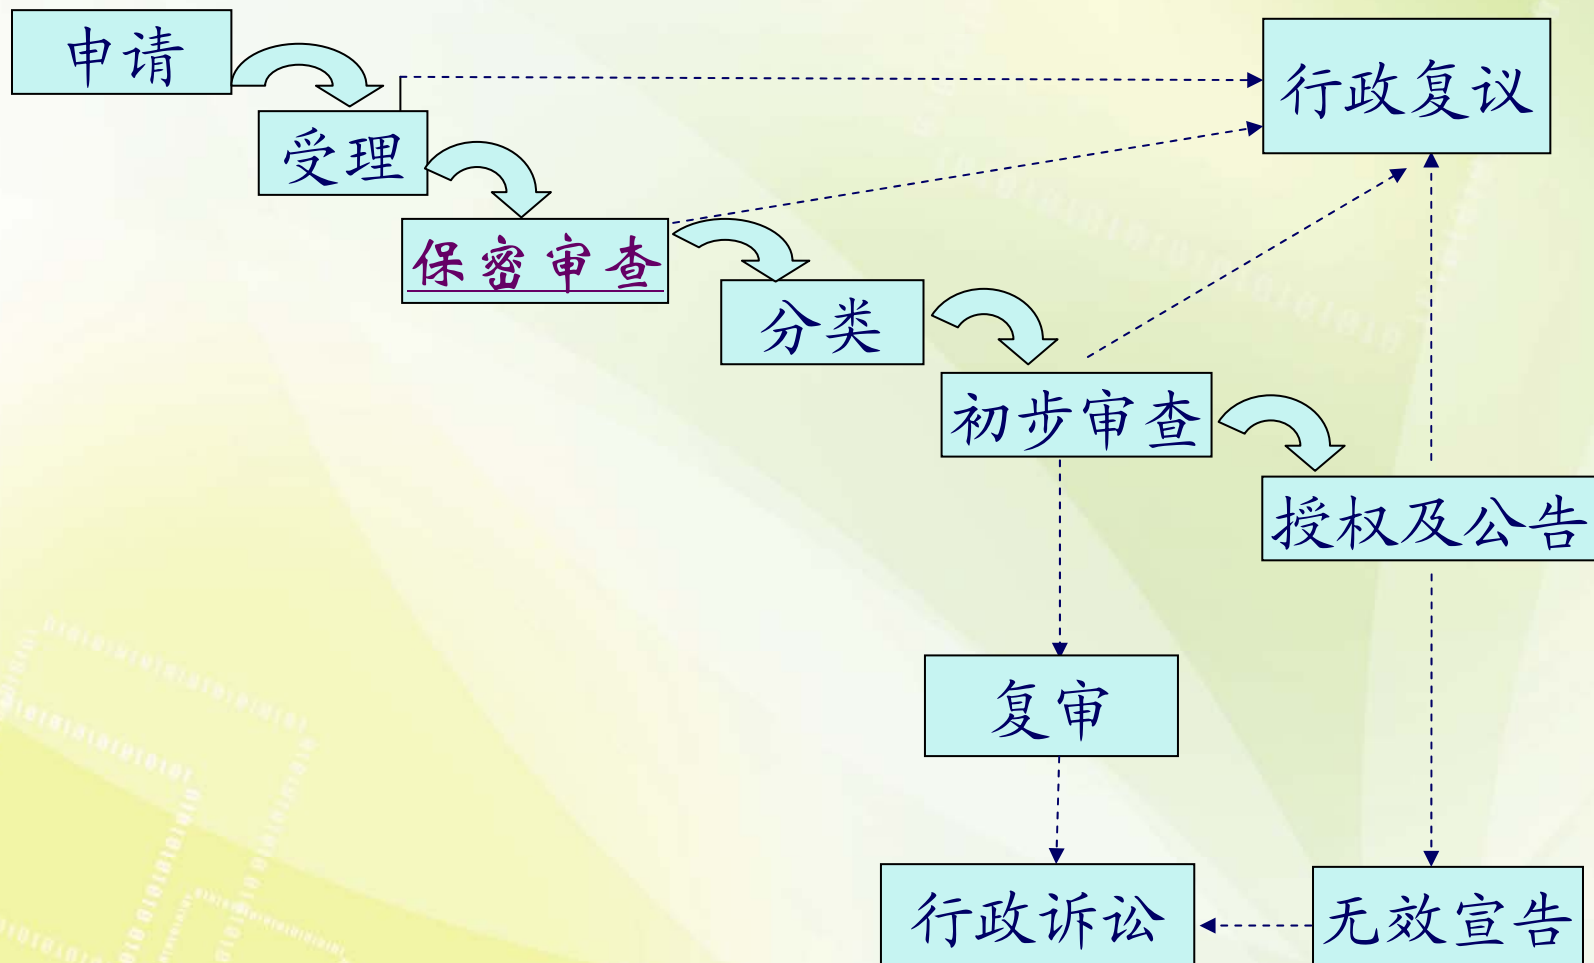 申请
行政复议
受理
保密审查
分类
初步审查
授权及公告
复审
行政诉讼
无效宣告